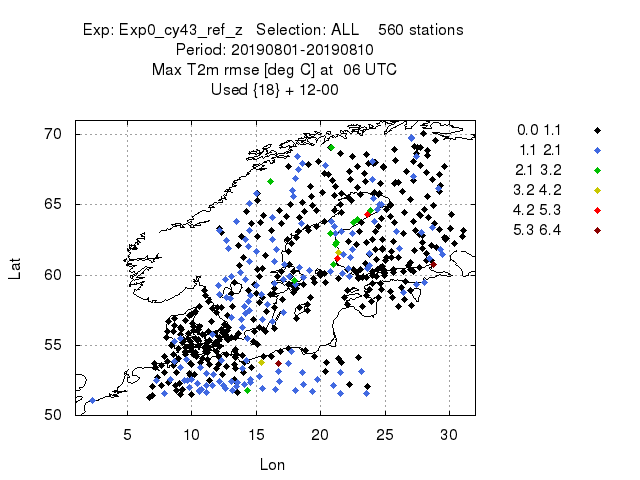 Exp: Exp0_cy43_ref_z Selection: ALL 560 stations
Period: 20190801-20190810
Max T2m rmse [deg C] at 06 UTC
Used {18} + 12-00
70
65
60
55
50
Lat
5 10 15 20 25 30
Lon
0.0 1.1
1.1 2.1
2.1 3.2
3.2 4.2
4.2 5.3
5.3 6.4